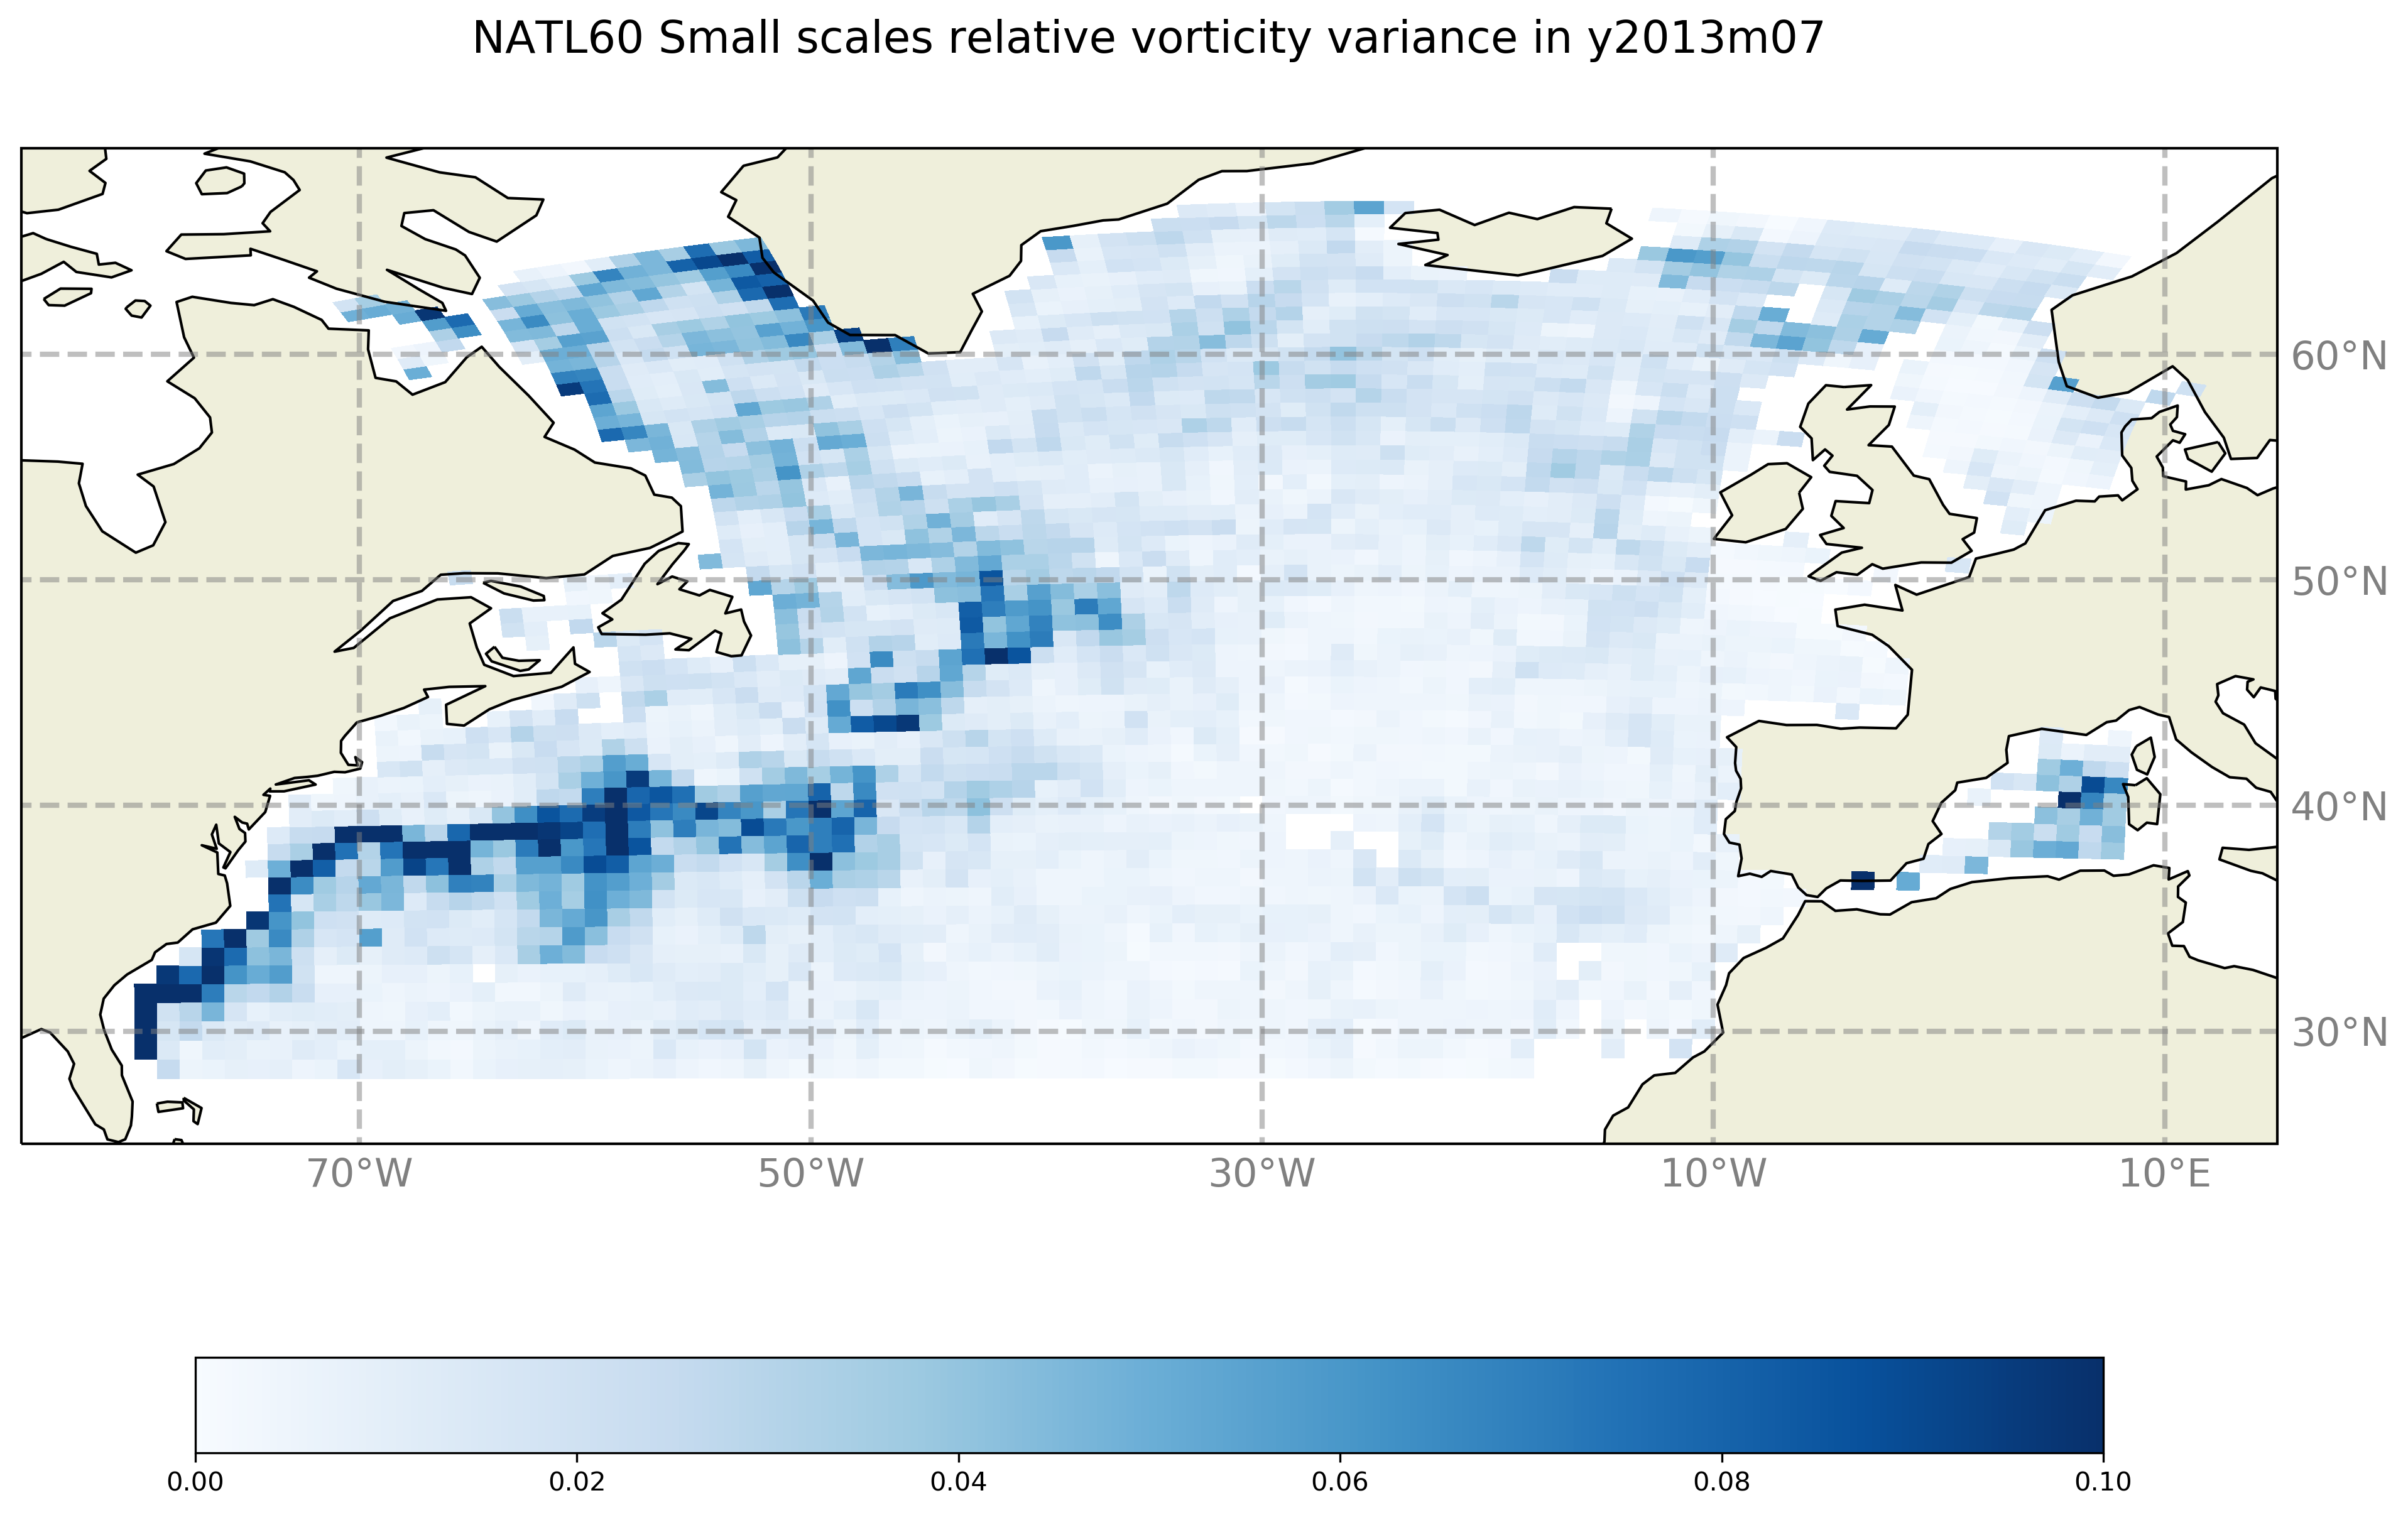 NATL60 Small scales relative vorticity variance in y2013m07
60°N
50°N
40°N
30°N
70°W 50°W 30°W 10°W 10°E
0.00 0.02 0.04 0.06 0.08 0.10